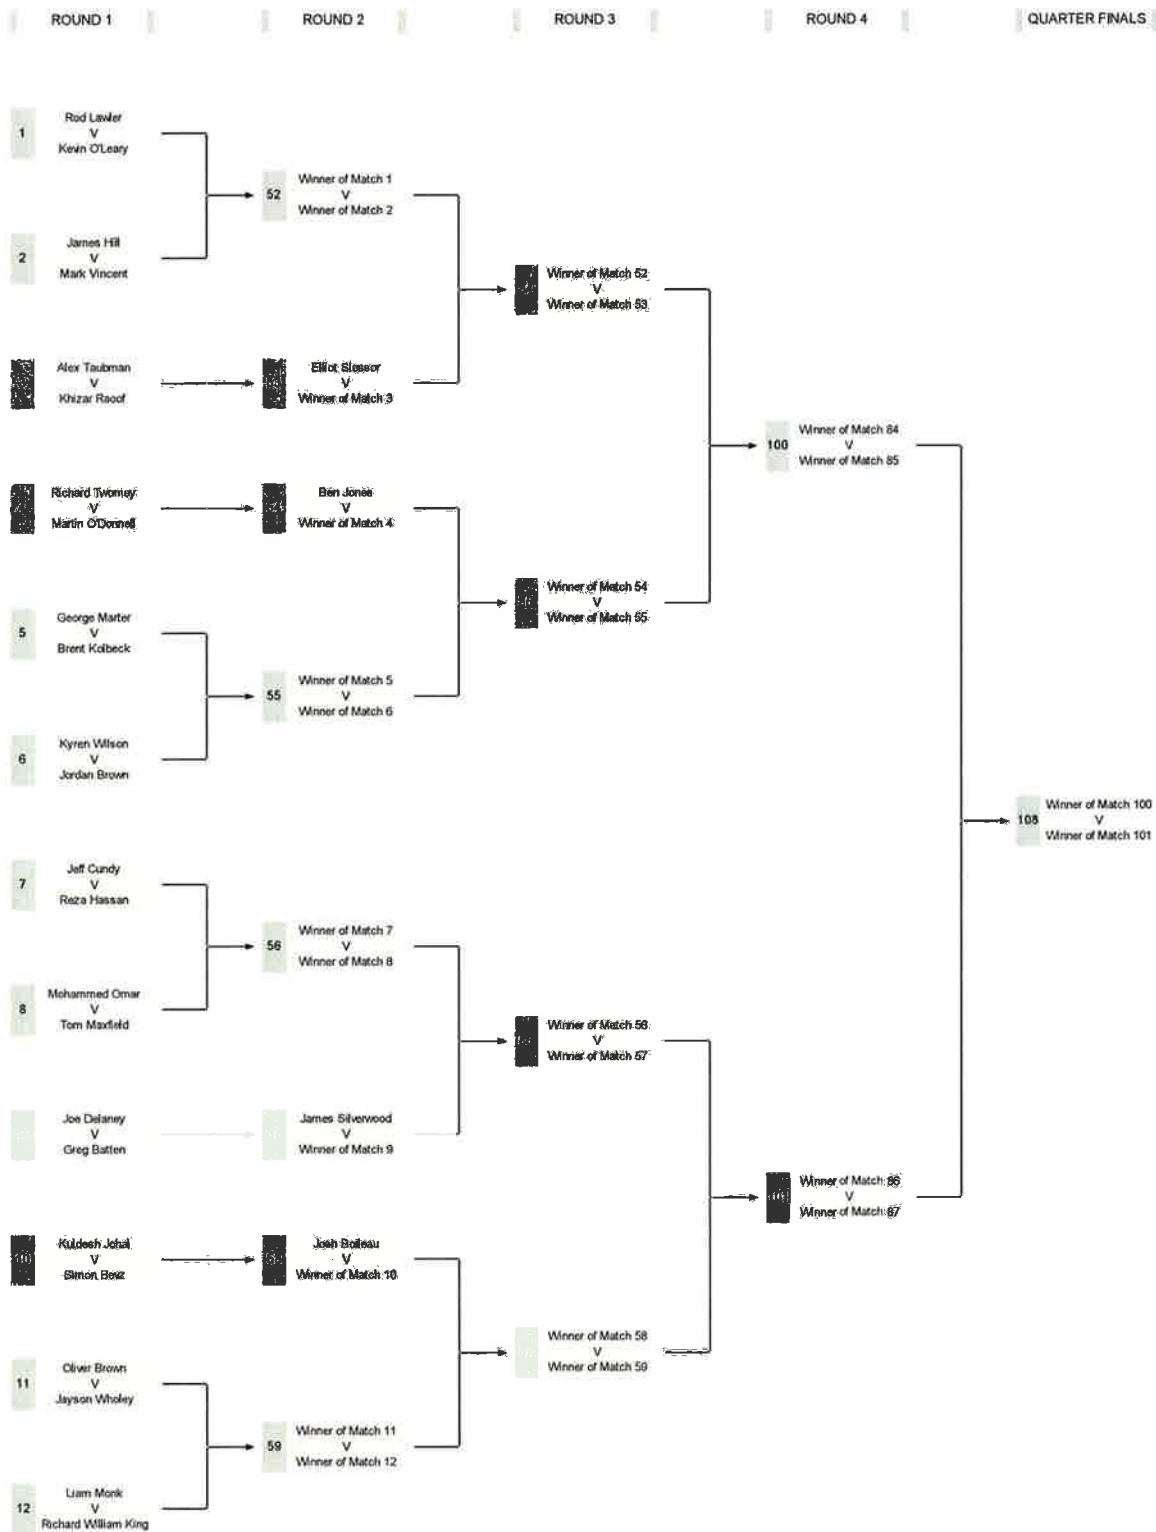 ROUND 1
ROUND 2
ROUND 3
ROUND 4
QUARTER FINALS
1
Rod Lawler
V
Kevin O'Leary
2
James Hill
V
Mark Vincent
Alex Taubman
V
Khizar Raoof
Richard Twomey
V
Martin O'Donnell
5
George Marter
V
Brent Kolbeck
6
Kyren Wilson
V
Jordan Brown
7
Jeff Cundy
V
Reza Hassan
8
Mohammed Omar
V
Tom Maxfield
Joe Delaney
V
Greg Batten
10
Kuldesh Johal
V
Simon
11
Oliver Brown
V
Jayson Wholey
12
Liam Monk
V
Richard William King
52
Winner of Match 1
V
Winner of Match 2
Elliot Slessor
V
Winner of Match 3
Ben Jones
V
Winner of Match 4
55
Winner of Match 5
V
Winner of Match 6
56
Winner of Match 7
V
Winner of Match 8
James Silverwood
V
Winner of Match 9
Josh Boileau
V
Winner of Match 10
59
Winner of Match 11
V
Winner of Match 12
Winner of Match 52
V
Winner of Match 53
Winner of Match 54
V
Winner of Match 55
Winner of Match 56
V
Winner of Match 57
Winner of Match 58
V
Winner of Match 59
100
Winner of Match 84
V
Winner of Match 85
Winner of Match 86
V
Winner of Match 87
108
Winner of Match 100
V
Winner of Match 101